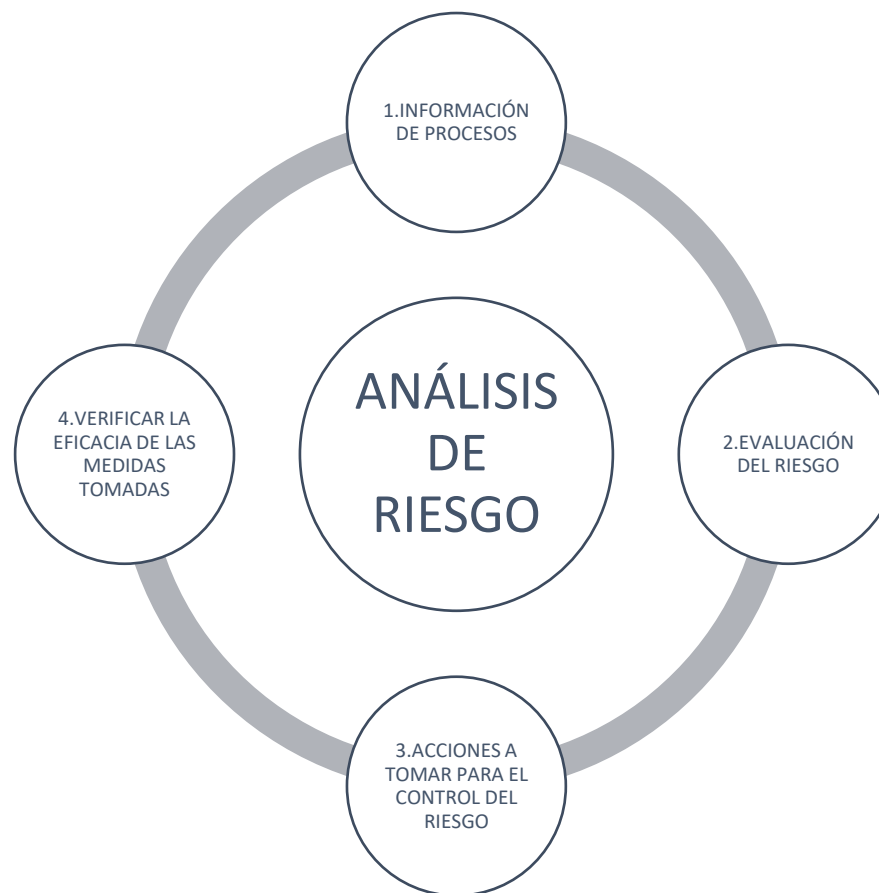 1.INFORMACIÓN
DE PROCESOS
ANÁLISIS
DE
RIESGO
2.EVALUACIÓN
DEL RIESGO
3.ACCIONES A
TOMAR PARA EL
CONTROL DEL
RIESGO
4.VERIFICAR LA
EFICACIA DE LAS
MEDIDAS
TOMADAS